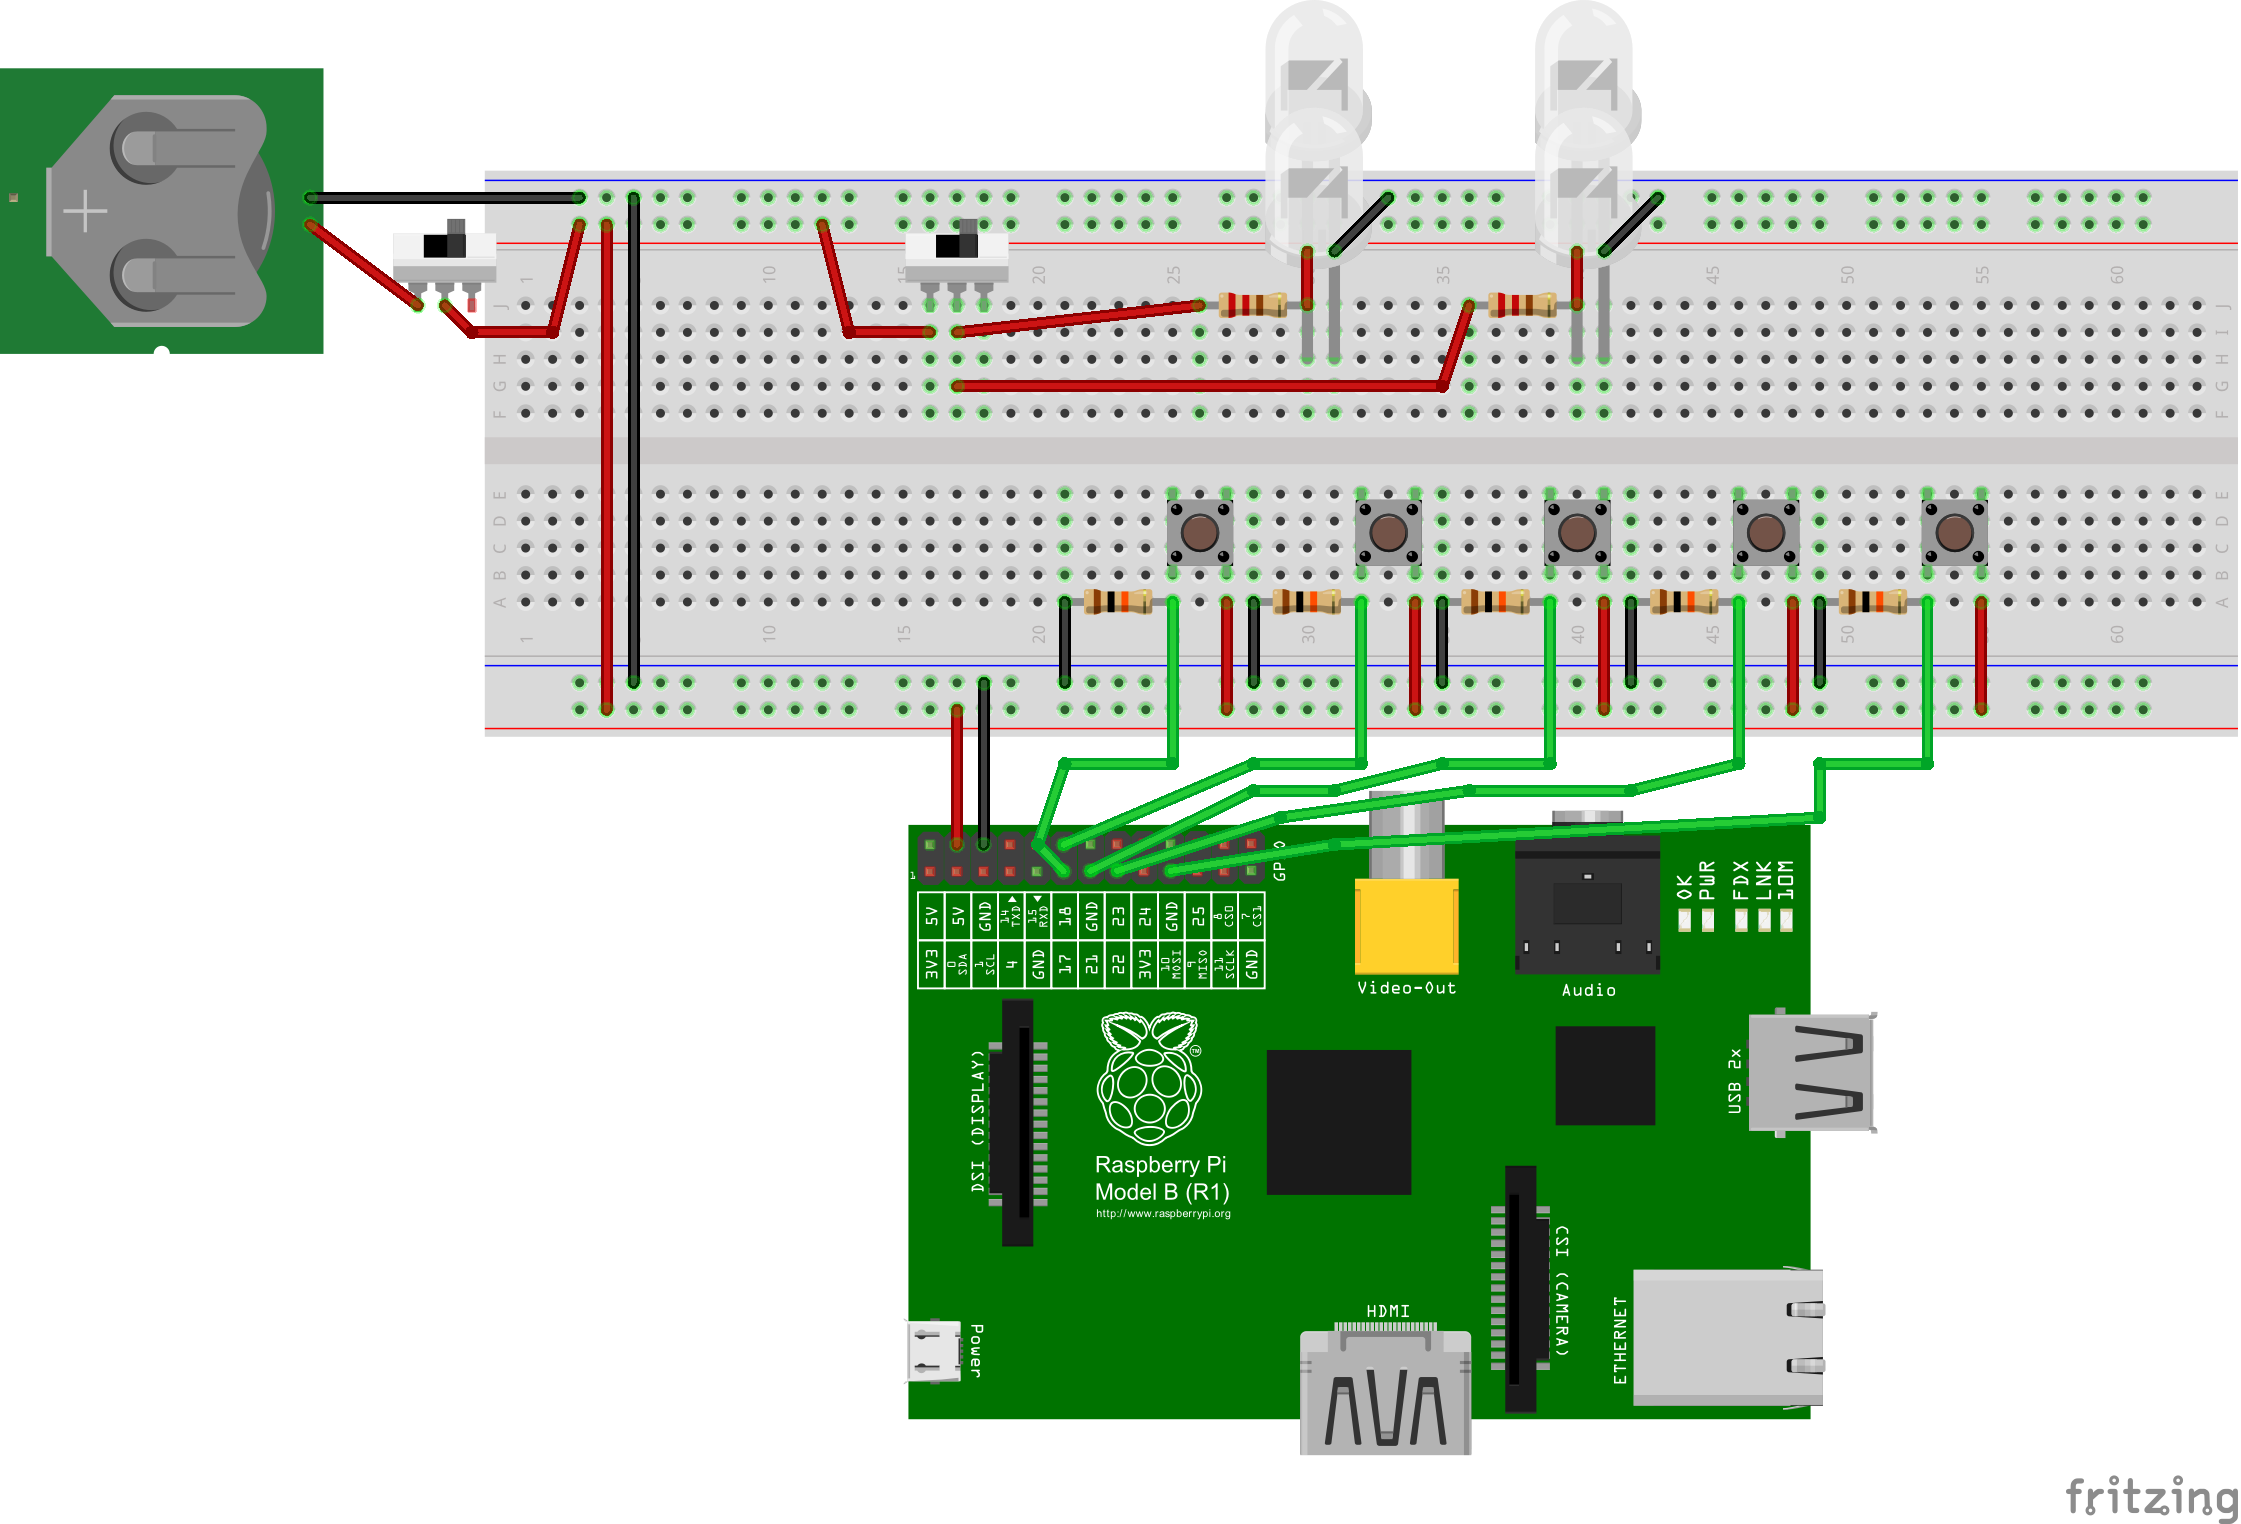 1 10 15 20 25 35 45 50 55 60
J J
I
H H
G G
F F
E E
D D
C C
B B
A A
1 10 15 20 30 40 45 50 60
1
GPIO
5V 5V GND 14 TXD 15 RXD 18 GND 23 24 GND 25 8 CS0 7 CS1
3V3 0 SDA 1 SCL 4 GND 17 21 22 3V3 10 MOSI 9 MISO 11 SCLK GND
OK
PWR
FDX
LNK
10M
Video-Out
Audio
DSI (DISPLAY)
USB 2x
TM
Raspberry Pi
Model B (R1)
http://www.raspberrypi.org
CSI (CAMERA)
HDMI
ETHERNET
Power
fritzing